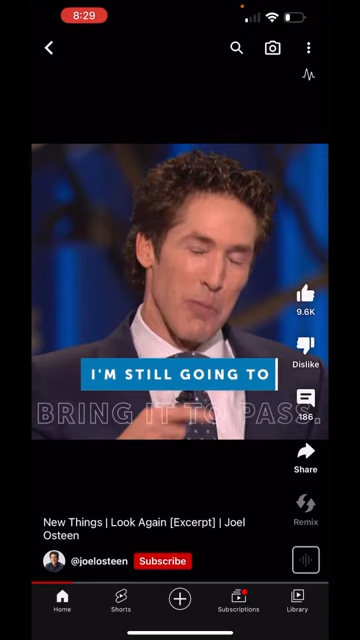 8:29
I'M STILL GOING TO
BRING IT TO PASS.
9.6K
Dislike
186
Share
Remix
New Things | Look Again [Excerpt] | Joel
Osteen
@joelosteen
Subscribe
Home
Shorts
Subscriptions
Library